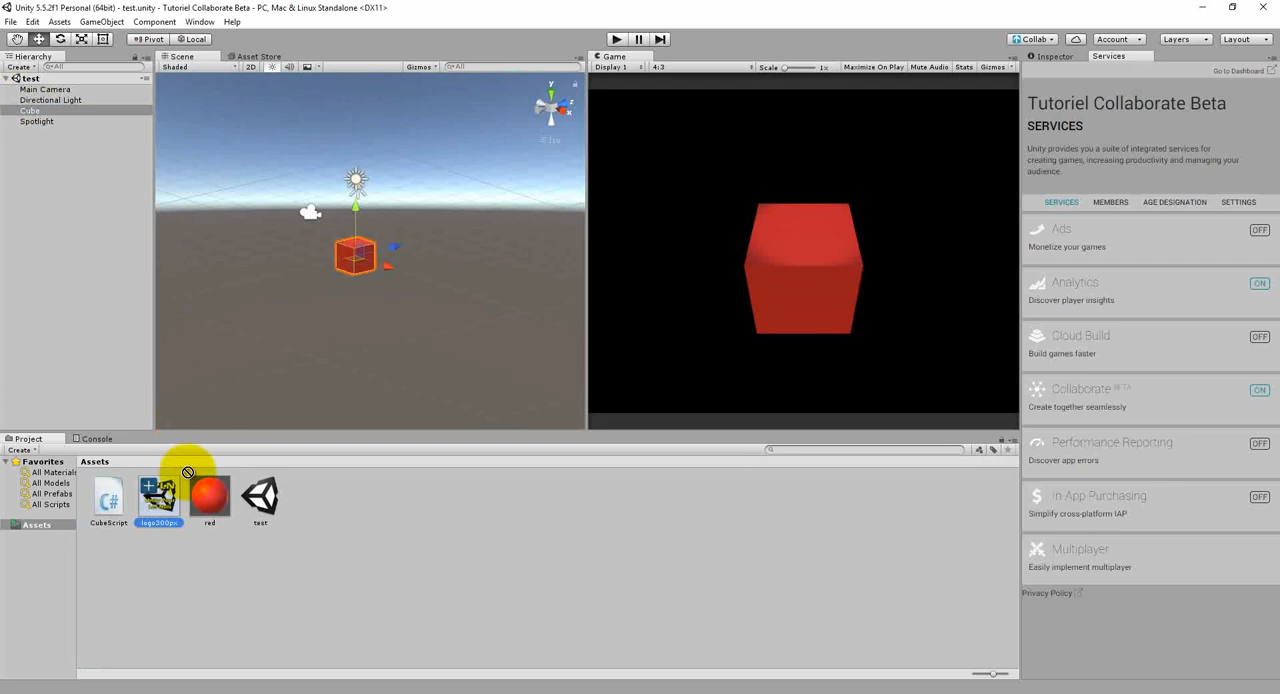 Unity 5.5.2f1 Personal (64bit) - test.unity - Tutoriel Collaborate Beta - PC, Mac & Linux Standalone <DX11>
File Edit Assets GameObject Component Window Help
Pivot Local Collab Account Layers Layout
Hierarchy Scene Asset Store Game Inspector Services
Create All Shaded 2D Gizmos All Display 1 4:3 Scale 1x Maximize On Play Mute Audio Stats Gizmos Go to Dashboard
test
Main Camera
Directional Light
Cube
Spotlight
y
z
x
Iso
Tutoriel Collaborate Beta
SERVICES
Unity provides you a suite of integrated services for
creating games, increasing productivity and managing your
audience.
SERVICES MEMBERS AGE DESIGNATION SETTINGS
Ads OFF
Monetize your games
Analytics ON
Discover player insights
Cloud Build OFF
Build games faster
Collaborate BETA ON
Create together seamlessly
Performance Reporting OFF
Discover app errors
In App Purchasing OFF
Simplify cross-platform IAP
Multiplayer
Easily implement multiplayer
Privacy Policy
Project Console
Create
Favorites
All Materials
All Models
All Prefabs
All Scripts
Assets
Assets
C#
CubeScript logo300px red test